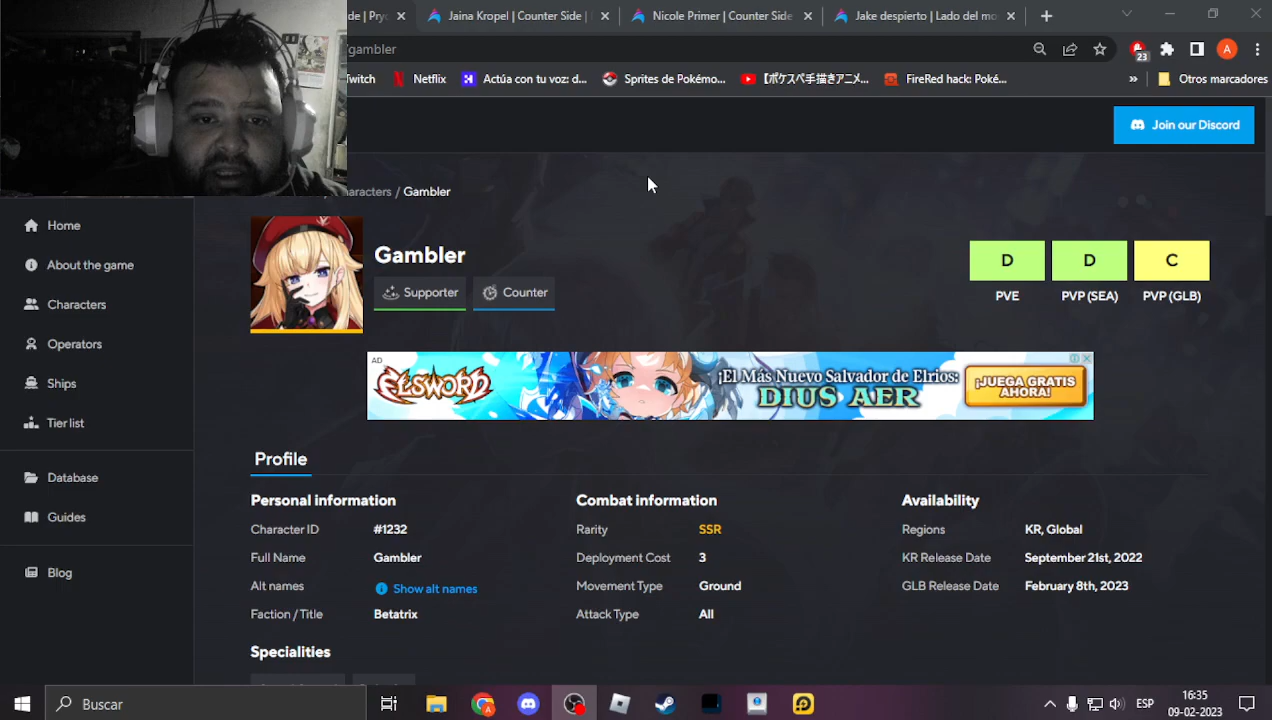 de | Pryd
Jaina Kropel | Counter Side |
Nicole Primer | Counter Side
Jake despierto | Lado del mo
/gambler
23
A
Twitch
Netflix
Actúa con tu voz: d...
Sprites de Pokémo...
【ポケスペ手描きアニメ...
FireRed hack: Poké...
»
Otros marcadores
Join our Discord
/ Gambler
Home
About the game
Characters
Operators
Ships
Tier list
Database
Guides
Blog
Gambler
Supporter
Counter
D
D
C
PVE
PVP (SEA)
PVP (GLB)
AD
ELSWORD
¡El Más Nuevo Salvador de Elrios:
DIUS AER
¡JUEGA GRATIS
AHORA!
Profile
Personal information
Character ID
#1232
Full Name
Gambler
Alt names
Show alt names
Faction / Title
Betatrix
Specialities
Combat information
Rarity
SSR
Deployment Cost
3
Movement Type
Ground
Attack Type
All
Availability
Regions
KR, Global
KR Release Date
September 21st, 2022
GLB Release Date
February 8th, 2023
Buscar
ESP
16:35
09-02-2023